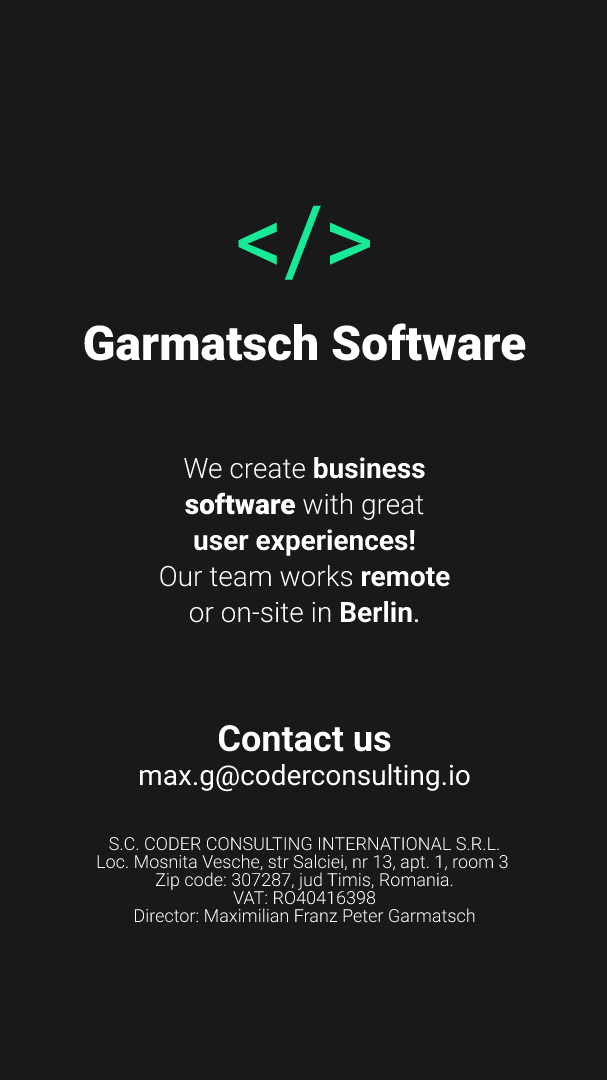 </>
Garmatsch Software
We create business
software with great
user experiences!
Our team works remote
or on-site in Berlin.
Contact us
max.g@coderconsulting.io
S.C. CODER CONSULTING INTERNATIONAL S.R.L.
Loc. Mosnita Vesche, str Salciei, nr 13, apt. 1, room 3
Zip code: 307287, jud Timis, Romania.
VAT: RO40416398
Director: Maximilian Franz Peter Garmatsch